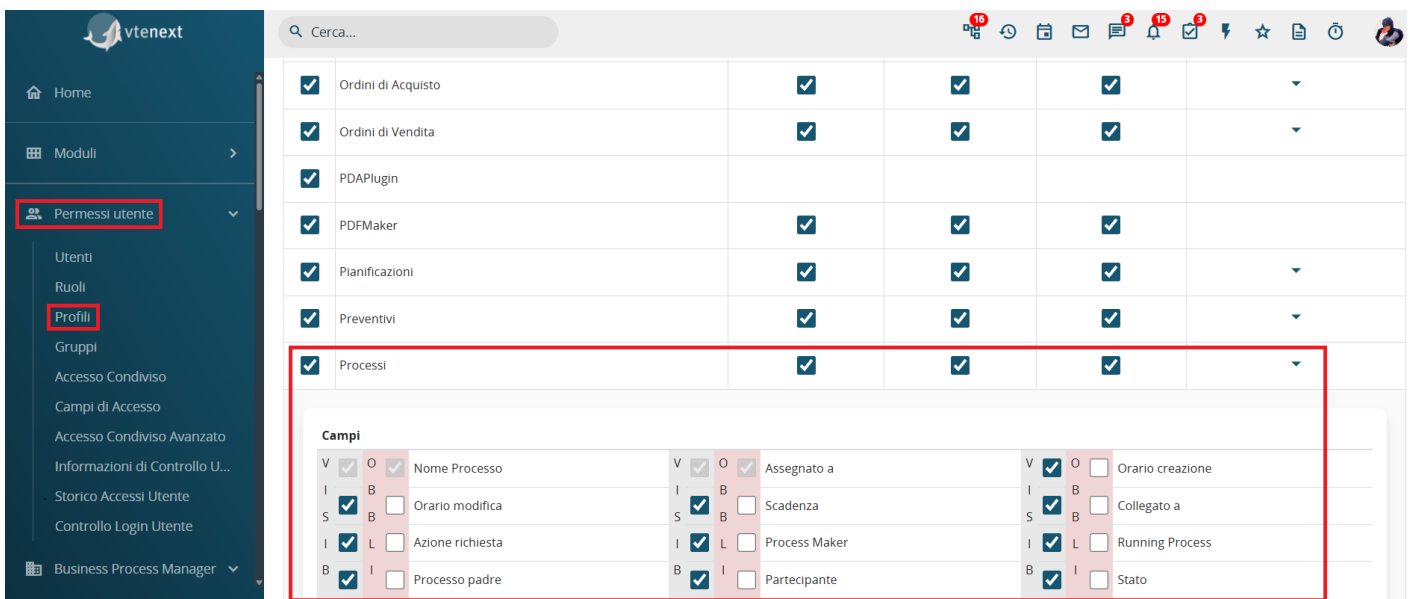 vtenext
Cerca...
16
3
15
3
Home
Moduli
Permessi utente
Utenti
Ruoli
Profili
Gruppi
Accesso Condiviso
Campi di Accesso
Accesso Condiviso Avanzato
Informazioni di Controllo U...
Storico Accessi Utente
Controllo Login Utente
Business Process Manager
Ordini di Acquisto
Ordini di Vendita
PDAPlugin
PDFMaker
Pianificazioni
Preventivi
Processi
Campi
V O Nome Processo V O Assegnato a V O Orario creazione
I B Orario modifica I B Scadenza I B Collegato a
S B S B S B
I L Azione richiesta I L Process Maker I L Running Process
B I Processo padre B I Partecipante B I Stato